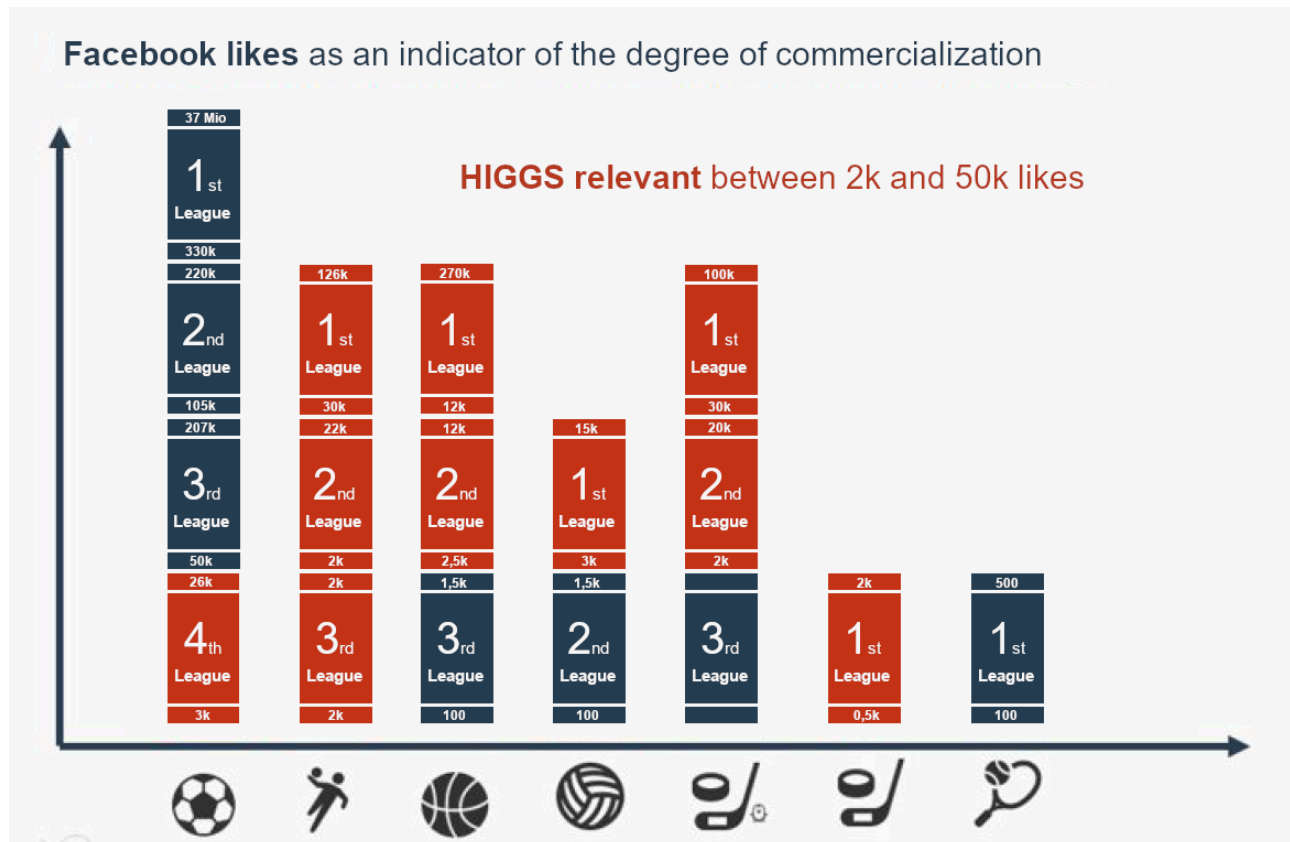 Facebook likes as an indicator of the degree of commercialization
HIGGS relevant between 2k and 50k likes
37 Mio
1st
League
330k
220k
2nd
League
105k
207k
3rd
League
50k
26k
4th
League
3k
126k
1st
League
30k
22k
2nd
League
2k
2k
3rd
League
2k
270k
1st
League
12k
12k
2nd
League
2,5k
1,5k
3rd
League
100
15k
1st
League
3k
1,5k
2nd
League
100
100k
1st
League
30k
20k
2nd
League
2k
3rd
League
2k
1st
League
0,5k
500
1st
League
100